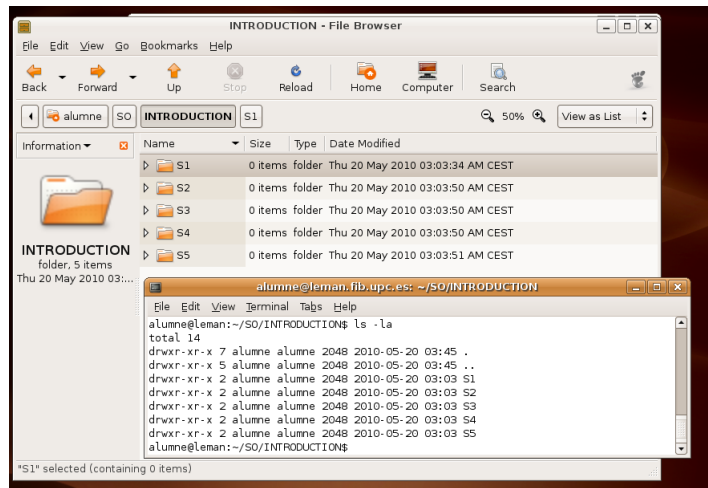 INTRODUCTION - File Browser
File Edit View Go Bookmarks Help
Back Forward Up Stop Reload Home Computer Search
alumne SO INTRODUCTION S1 50% View as List
Information Name Size Type Date Modified
S1 0 items folder Thu 20 May 2010 03:03:34 AM CEST
S2 0 items folder Thu 20 May 2010 03:03:50 AM CEST
S3 0 items folder Thu 20 May 2010 03:03:50 AM CEST
S4 0 items folder Thu 20 May 2010 03:03:50 AM CEST
S5 0 items folder Thu 20 May 2010 03:03:51 AM CEST
INTRODUCTION
folder, 5 items
Thu 20 May 2010 03:...
alumne@leman.fib.upc.es: ~/SO/INTRODUCTION
File Edit View Terminal Tabs Help
alumne@leman:~/SO/INTRODUCTION$ ls -la
total 14
drwxr-xr-x 7 alumne alumne 2048 2010-05-20 03:45 .
drwxr-xr-x 5 alumne alumne 2048 2010-05-20 03:45 ..
drwxr-xr-x 2 alumne alumne 2048 2010-05-20 03:03 S1
drwxr-xr-x 2 alumne alumne 2048 2010-05-20 03:03 S2
drwxr-xr-x 2 alumne alumne 2048 2010-05-20 03:03 S3
drwxr-xr-x 2 alumne alumne 2048 2010-05-20 03:03 S4
drwxr-xr-x 2 alumne alumne 2048 2010-05-20 03:03 S5
alumne@leman:~/SO/INTRODUCTION$
"S1" selected (containing 0 items)